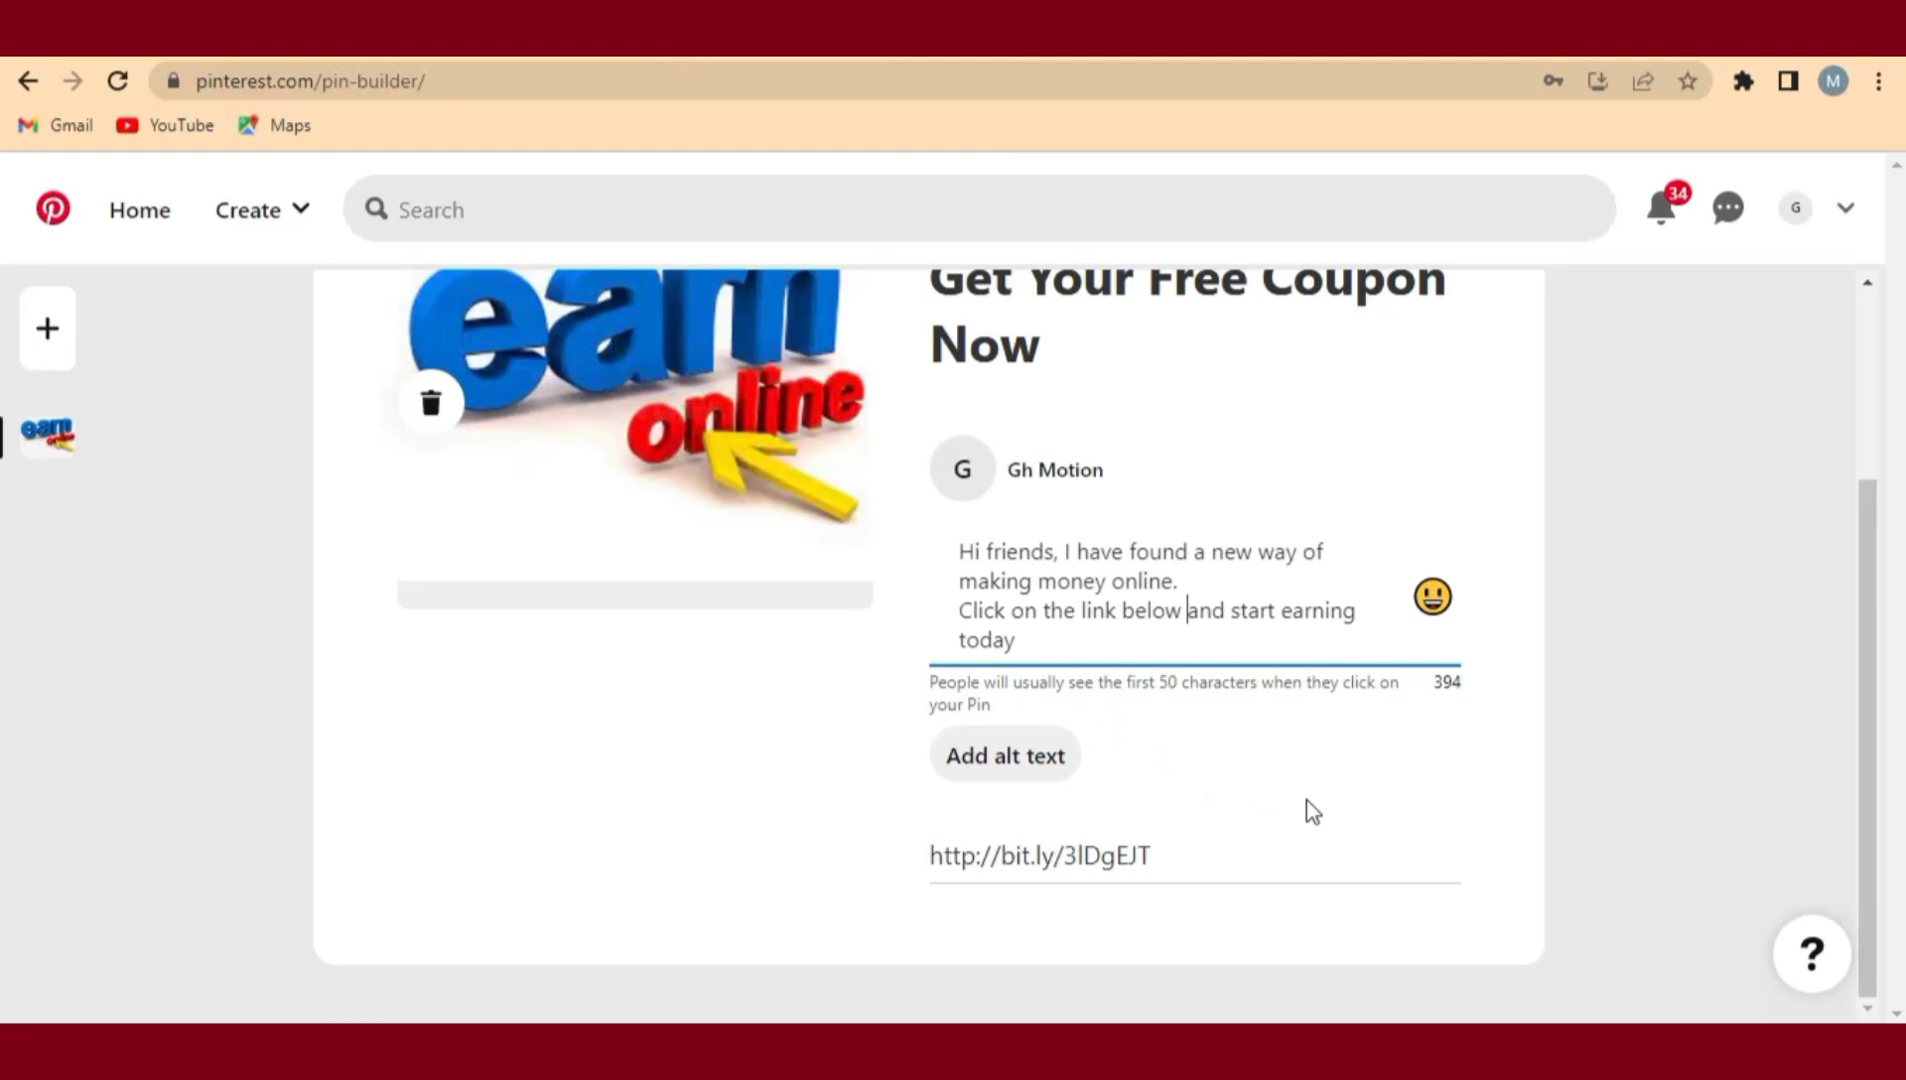 pinterest.com/pin-builder/
M
Gmail
YouTube
Maps
Home
Create
Search
34
G
earn
online
Get Your Free Coupon
Now
earn
online
G
Gh Motion
Hi friends, I have found a new way of
making money online.
Click on the link below and start earning
today
People will usually see the first 50 characters when they click on
your Pin
394
Add alt text
http://bit.ly/3lDgEJT
?